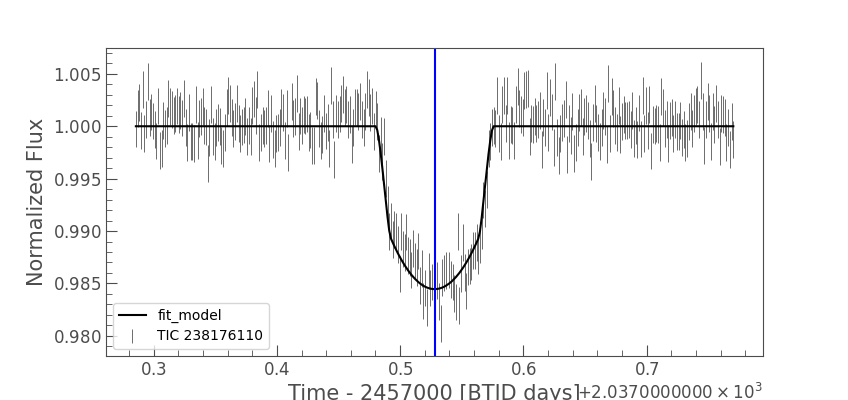 1.005
1.000
0.995
0.990
0.985
0.980
Normalized Flux
fit_model
TIC 238176110
0.3 0.4 0.5 0.6 0.7
Time - 2457000 [BTJD days]
+2.0370000000 × 10³